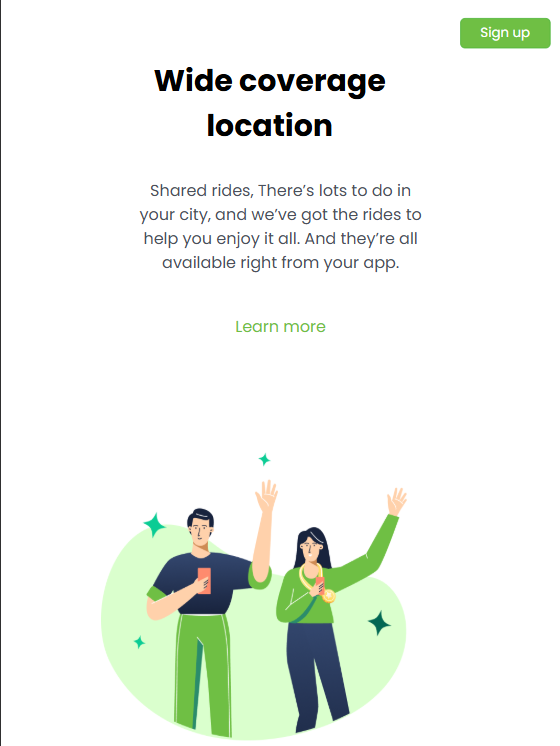 Sign up
Wide coverage
location
Shared rides, There’s lots to do in
your city, and we’ve got the rides to
help you enjoy it all. And they’re all
available right from your app.
Learn more